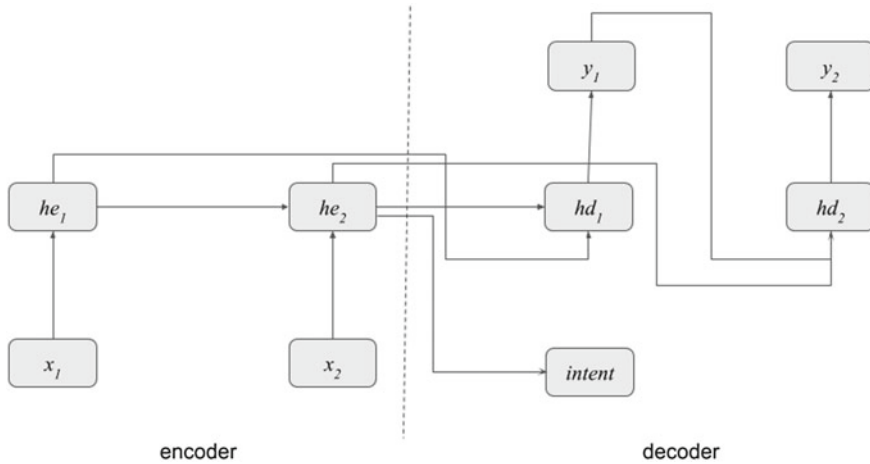 y₁ y₂
he₁ he₂ hd₁ hd₂
x₁ x₂ intent
encoder decoder